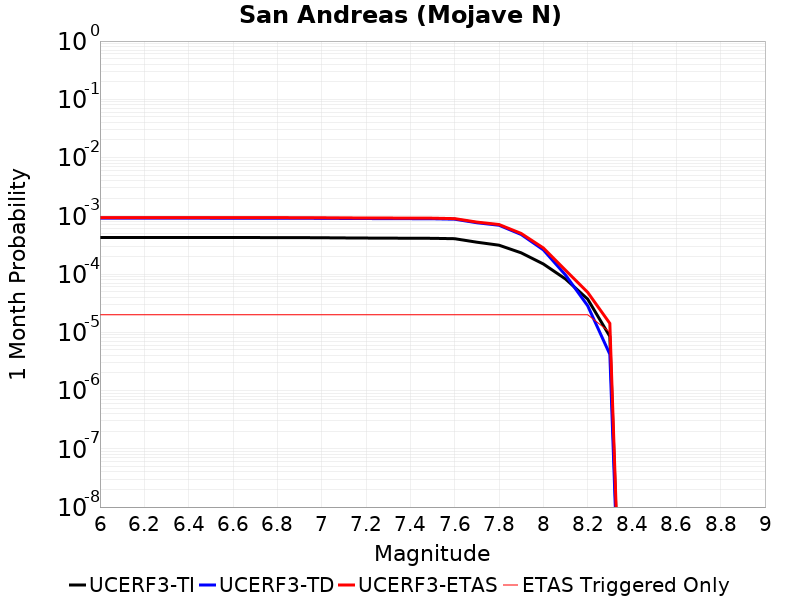 San Andreas (Mojave N)
10^0
10^-1
10^-2
10^-3
10^-4
10^-5
10^-6
10^-7
10^-8
1 Month Probability
6 6.2 6.4 6.6 6.8 7 7.2 7.4 7.6 7.8 8 8.2 8.4 8.6 8.8 9
Magnitude
UCERF3-TI UCERF3-TD UCERF3-ETAS ETAS Triggered Only